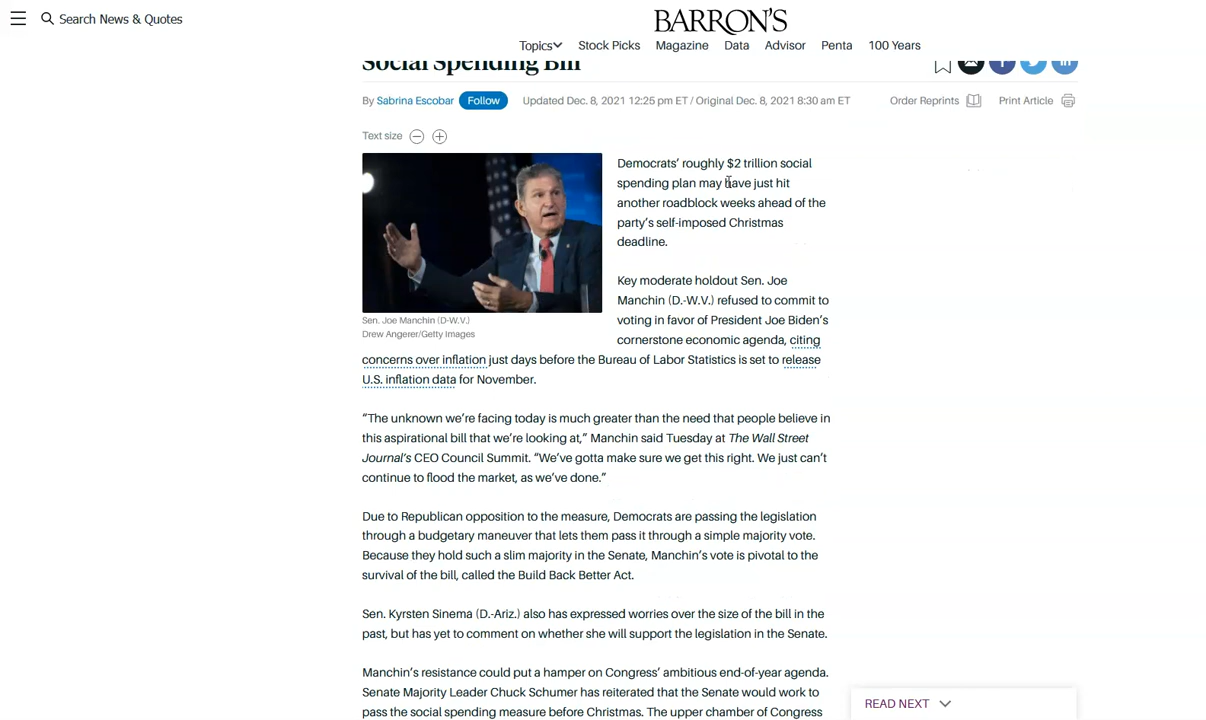 Search News & Quotes
BARRON'S
Topics
Stock Picks
Magazine
Data
Advisor
Penta
100 Years
Social Spending Bill
By Sabrina Escobar
Follow
Updated Dec. 8, 2021 12:25 pm ET / Original Dec. 8, 2021 8:30 am ET
Order Reprints
Print Article
Text size
Democrats’ roughly $2 trillion social
spending plan may have just hit
another roadblock weeks ahead of the
party’s self-imposed Christmas
deadline.
Key moderate holdout Sen. Joe
Manchin (D.-W.V.) refused to commit to
voting in favor of President Joe Biden’s
cornerstone economic agenda, citing
concerns over inflation just days before the Bureau of Labor Statistics is set to release
U.S. inflation data for November.
Sen. Joe Manchin (D-W.V.)
Drew Angerer/Getty Images
“The unknown we’re facing today is much greater than the need that people believe in
this aspirational bill that we’re looking at,” Manchin said Tuesday at The Wall Street
Journal’s CEO Council Summit. “We’ve gotta make sure we get this right. We just can’t
continue to flood the market, as we’ve done.”
Due to Republican opposition to the measure, Democrats are passing the legislation
through a budgetary maneuver that lets them pass it through a simple majority vote.
Because they hold such a slim majority in the Senate, Manchin’s vote is pivotal to the
survival of the bill, called the Build Back Better Act.
Sen. Kyrsten Sinema (D.-Ariz.) also has expressed worries over the size of the bill in the
past, but has yet to comment on whether she will support the legislation in the Senate.
Manchin’s resistance could put a hamper on Congress’ ambitious end-of-year agenda.
Senate Majority Leader Chuck Schumer has reiterated that the Senate would work to
pass the social spending measure before Christmas. The upper chamber of Congress
READ NEXT